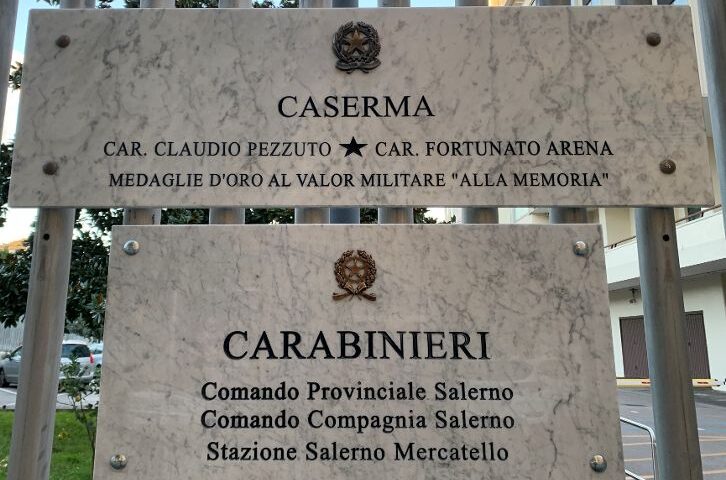 CASERMA
CAR. CLAUDIO PEZZUTO ★ CAR. FORTUNATO ARENA
MEDAGLIE D'ORO AL VALOR MILITARE "ALLA MEMORIA"
CARABINIERI
Comando Provinciale Salerno
Comando Compagnia Salerno
Stazione Salerno Mercatello